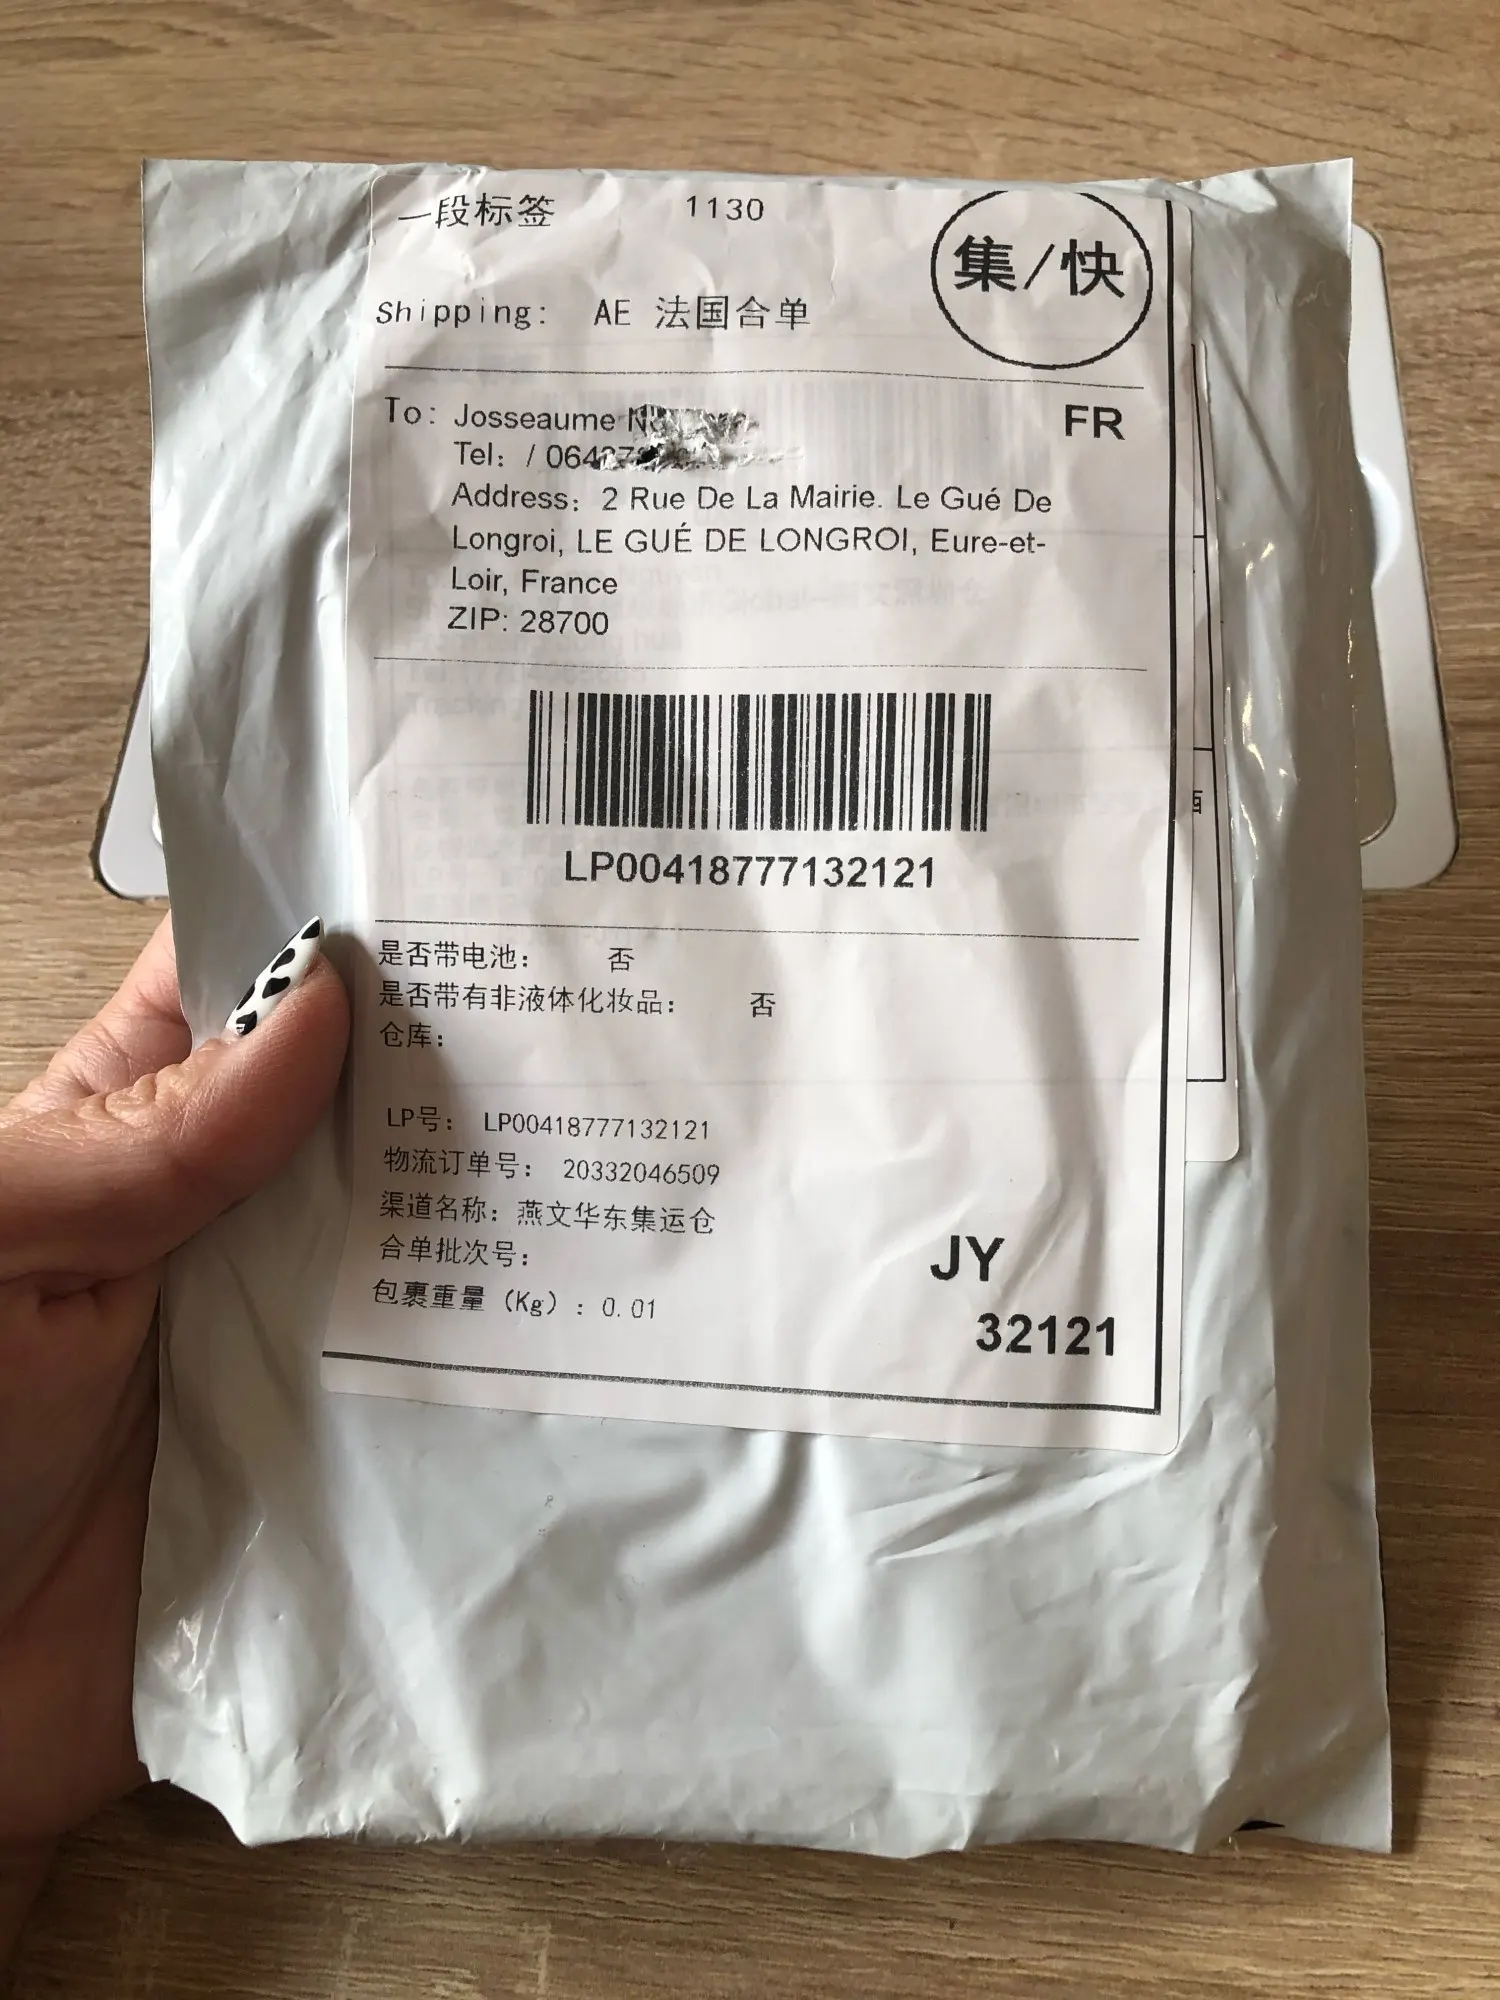 一段标签 1130
集/快
Shipping: AE 法国合单
To: Josseaume
FR
Tel: / 064
Address: 2 Rue De La Mairie. Le Gué De
Longroi, LE GUÉ DE LONGROI, Eure-et-
Loir, France
ZIP: 28700
LP00418777132121
是否带电池: 否
是否带有非液体化妆品: 否
仓库:
LP号: LP00418777132121
物流订单号: 20332046509
渠道名称: 燕文华东集运仓
合单批次号:
包裹重量 (Kg) : 0.01
JY
32121